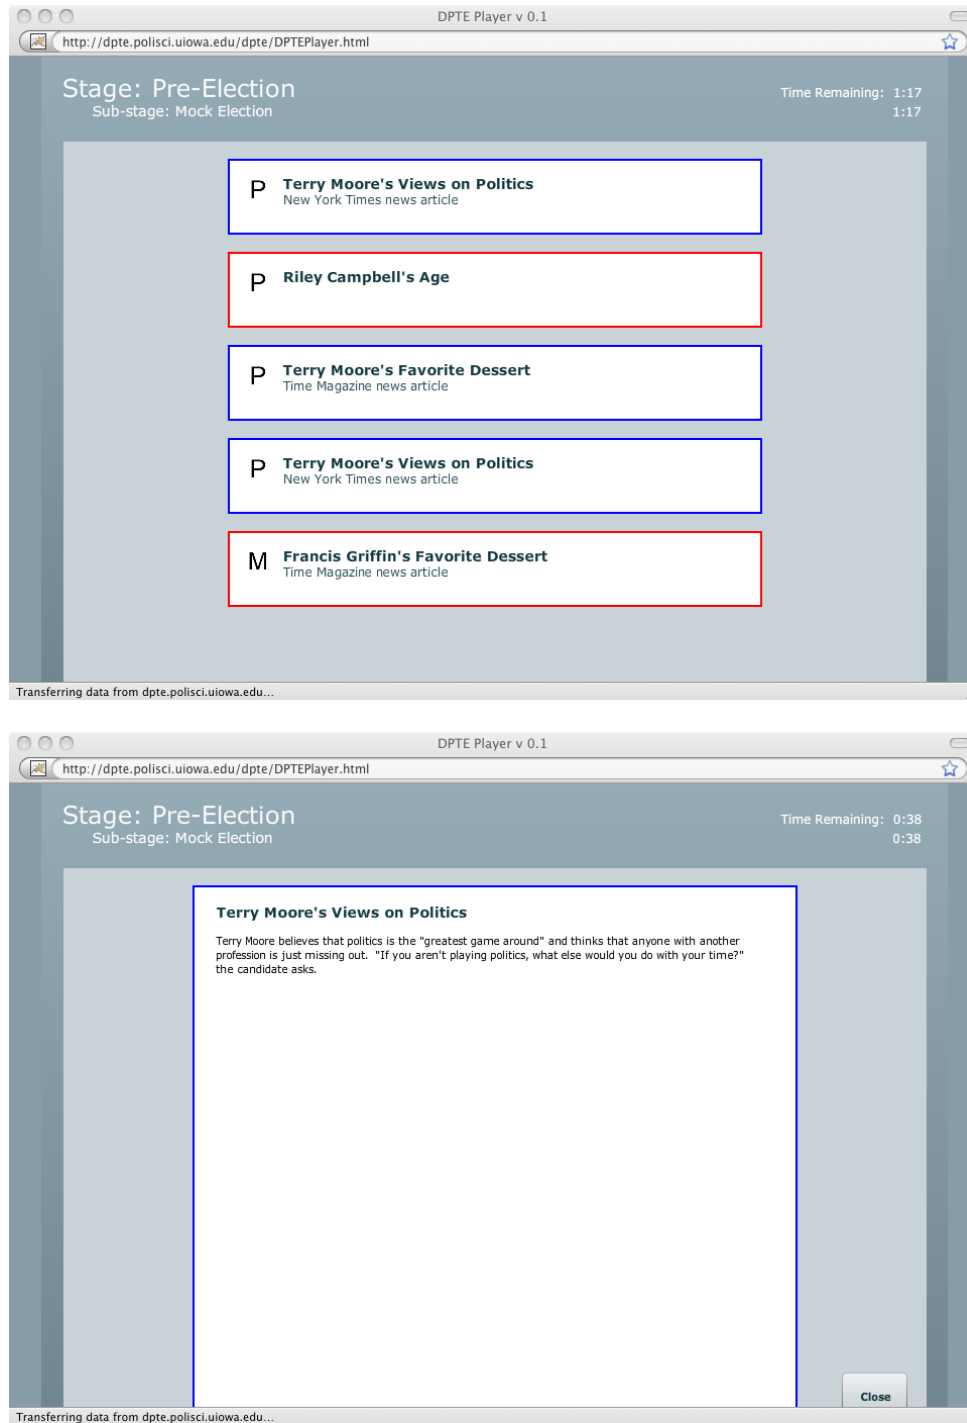 DPTE Player v 0.1
http://dpte.polisci.uiowa.edu/dpte/DPTEPlayer.html
Stage: Pre-Election
Sub-stage: Mock Election
Time Remaining: 1:17
1:17
P
Terry Moore's Views on Politics
New York Times news article
P
Riley Campbell's Age
P
Terry Moore's Favorite Dessert
Time Magazine news article
P
Terry Moore's Views on Politics
New York Times news article
M
Francis Griffin's Favorite Dessert
Time Magazine news article
Transferring data from dpte.polisci.uiowa.edu...
DPTE Player v 0.1
http://dpte.polisci.uiowa.edu/dpte/DPTEPlayer.html
Stage: Pre-Election
Sub-stage: Mock Election
Time Remaining: 0:38
0:38
Terry Moore's Views on Politics
Terry Moore believes that politics is the "greatest game around" and thinks that anyone with another
profession is just missing out.  "If you aren't playing politics, what else would you do with your time?"
the candidate asks.
Close
Transferring data from dpte.polisci.uiowa.edu...